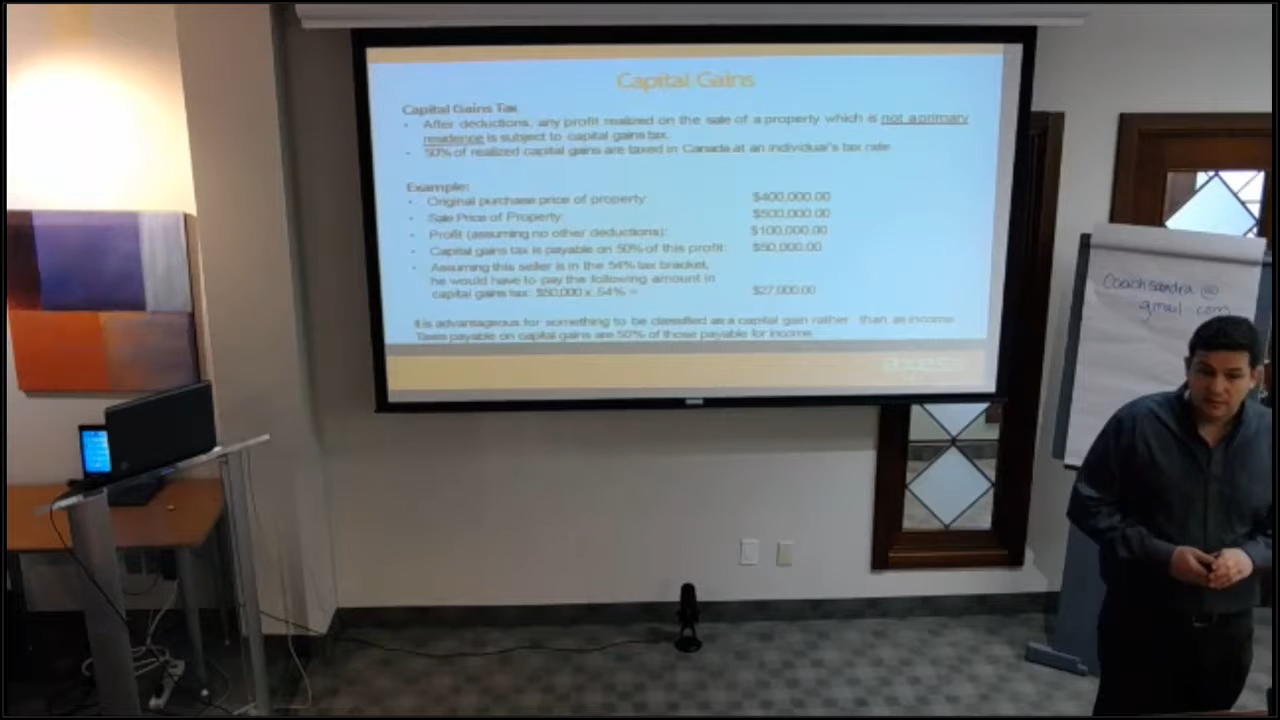 Capital Gains
Capital Gains Tax
After deductions, any profit realized on the sale of a property which is not a primary
residence is subject to capital gains tax.
50% of realized capital gains are taxed in Canada at an individual's tax rate
Example:
Original purchase price of property: $400,000.00
Sale Price of Property: $500,000.00
Profit (assuming no other deductions): $100,000.00
Capital gains tax is payable on 50% of this profit: $50,000.00
Assuming this seller is in the 54% tax bracket,
he would have to pay the following amount in
capital gains tax: $50,000 x .54% = $27,000.00
It is advantageous for something to be classified as a capital gain rather than as income.
Taxes payable on capital gains are 50% of those payable for income.
Coachsandra@
gmail.com